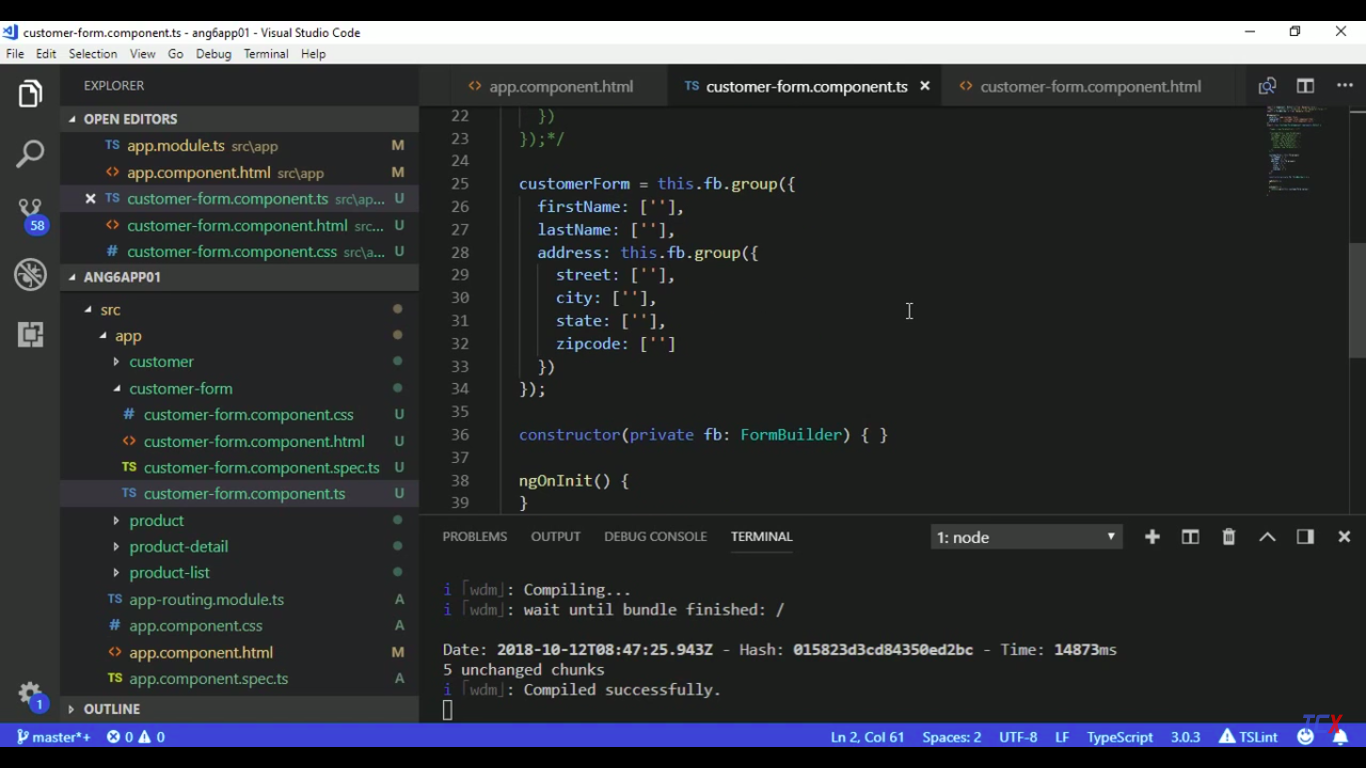 customer-form.component.ts - ang6app01 - Visual Studio Code
File Edit Selection View Go Debug Terminal Help
EXPLORER
OPEN EDITORS
TS app.module.ts src\app M
<> app.component.html src\app M
× TS customer-form.component.ts src\ap... U
<> customer-form.component.html src... U
# customer-form.component.css src\a... U
ANG6APP01
src
app
customer
customer-form
# customer-form.component.css U
<> customer-form.component.html U
TS customer-form.component.spec.ts U
TS customer-form.component.ts U
product
product-detail
product-list
TS app-routing.module.ts A
# app.component.css A
<> app.component.html M
TS app.component.spec.ts A
OUTLINE
58
1
<> app.component.html TS customer-form.component.ts × <> customer-form.component.html
22 })
23 });*/
24
25 customerForm = this.fb.group({
26 firstName: [''],
27 lastName: [''],
28 address: this.fb.group({
29 street: [''],
30 city: [''],
31 state: [''],
32 zipcode: ['']
33 })
34 });
35
36 constructor(private fb: FormBuilder) { }
37
38 ngOnInit() {
39 }
PROBLEMS OUTPUT DEBUG CONSOLE TERMINAL 1: node
i ｢wdm｣: Compiling...
i ｢wdm｣: wait until bundle finished: /
Date: 2018-10-12T08:47:25.943Z - Hash: 015823d3cd84350ed2bc - Time: 14873ms
5 unchanged chunks
i ｢wdm｣: Compiled successfully.
master*+ 0 0 Ln 2, Col 61 Spaces: 2 UTF-8 LF TypeScript 3.0.3 TSLint